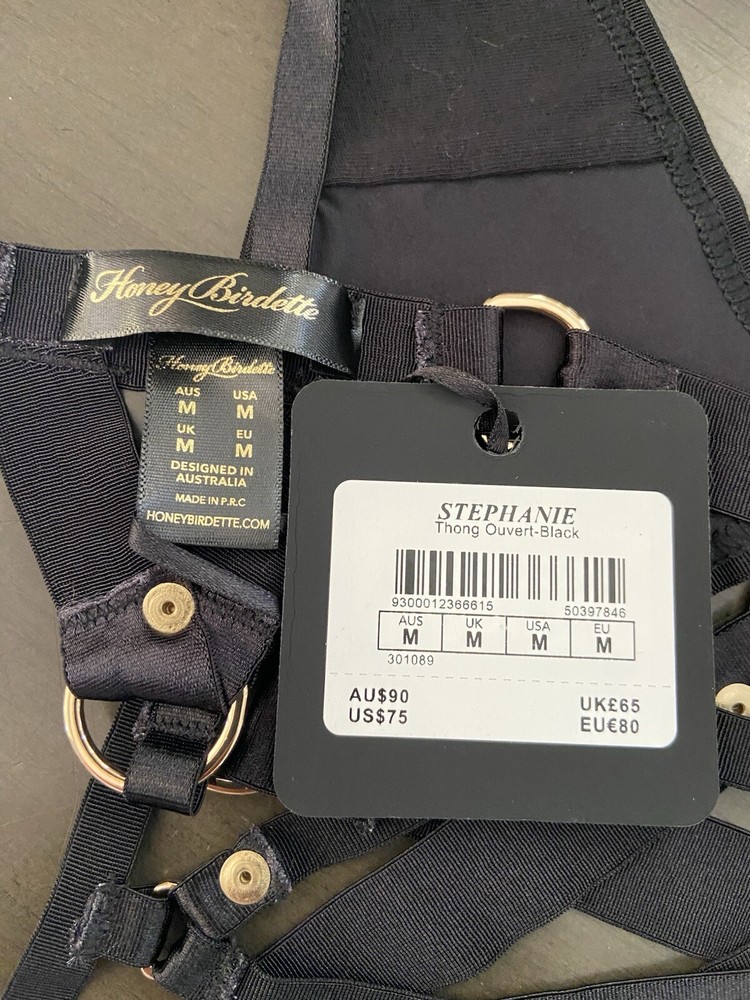 Honey Birdette
Honey Birdette
AUS USA
M M
UK EU
M M
DESIGNED IN
AUSTRALIA
MADE IN P.R.C
HONEYBIRDETTE.COM
STEPHANIE
Thong Ouvert-Black
9300012366615 50397846
AUS UK USA EU
M M M M
301089
AU$90 UK£65
US$75 EU€80